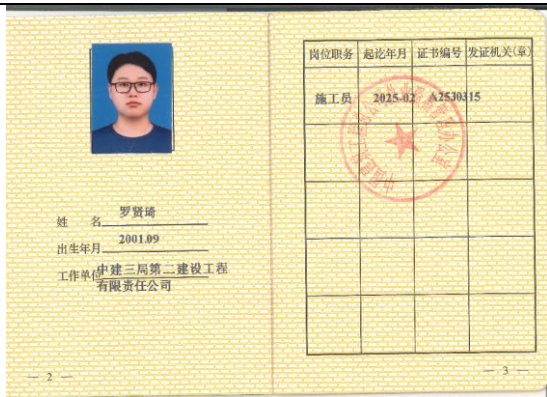 姓 名 罗贤琦
出生年月 2001.09
工作单位 中建三局第二建设工程
有限责任公司
— 2 —
岗位职务 起讫年月 证书编号 发证机关(章)
施工员 2025-02 A2530315
— 3 —